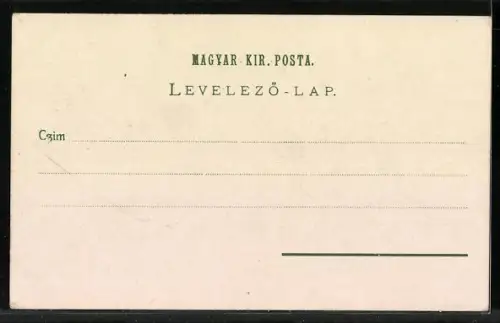 MAGYAR KIR. POSTA.
LEVELEZŐ-LAP.
Czim